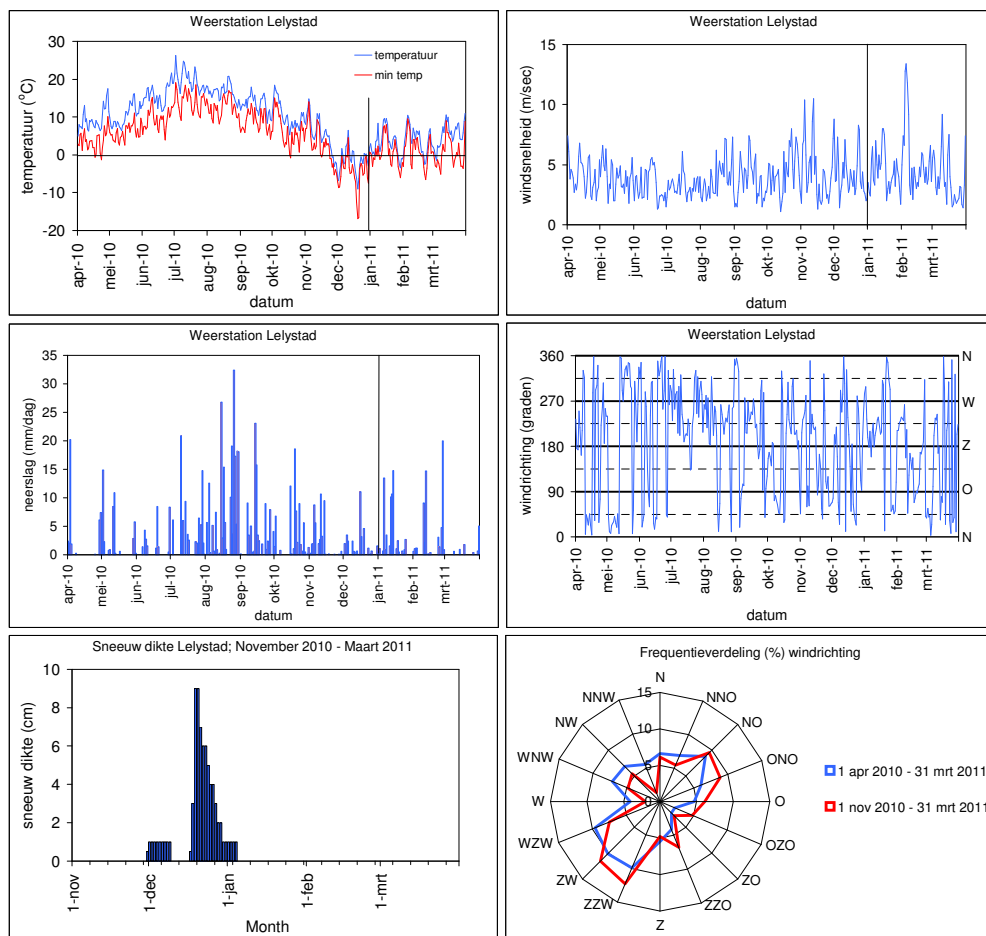 Weerstation Lelystad
temperatuur (°C)
30
20
10
0
-10
-20
temperatuur
min temp
apr-10 mei-10 jun-10 jul-10 aug-10 sep-10 okt-10 nov-10 dec-10 jan-11 feb-11 mrt-11
datum
Weerstation Lelystad
windsnelheid (m/sec)
15
10
5
0
apr-10 mei-10 jun-10 jul-10 aug-10 sep-10 okt-10 nov-10 dec-10 jan-11 feb-11 mrt-11
datum
Weerstation Lelystad
neerslag (mm/dag)
35
30
25
20
15
10
5
0
apr-10 mei-10 jun-10 jul-10 aug-10 sep-10 okt-10 nov-10 dec-10 jan-11 feb-11 mrt-11
datum
Weerstation Lelystad
windrichting (graden)
360 N
270 W
180 Z
90 O
0 N
apr-10 mei-10 jun-10 jul-10 aug-10 sep-10 okt-10 nov-10 dec-10 jan-11 feb-11 mrt-11
datum
Sneeuw dikte Lelystad; November 2010 - Maart 2011
sneeuw dikte (cm)
10
8
6
4
2
0
1-nov 1-dec 1-jan 1-feb 1-mrt
Month
Frequentieverdeling (%) windrichting
N
NNO
NO
ONO
O
OZO
ZO
ZZO
Z
ZZW
ZW
WZW
W
WNW
NW
NNW
15
10
5
0
1 apr 2010 - 31 mrt 2011
1 nov 2010 - 31 mrt 2011